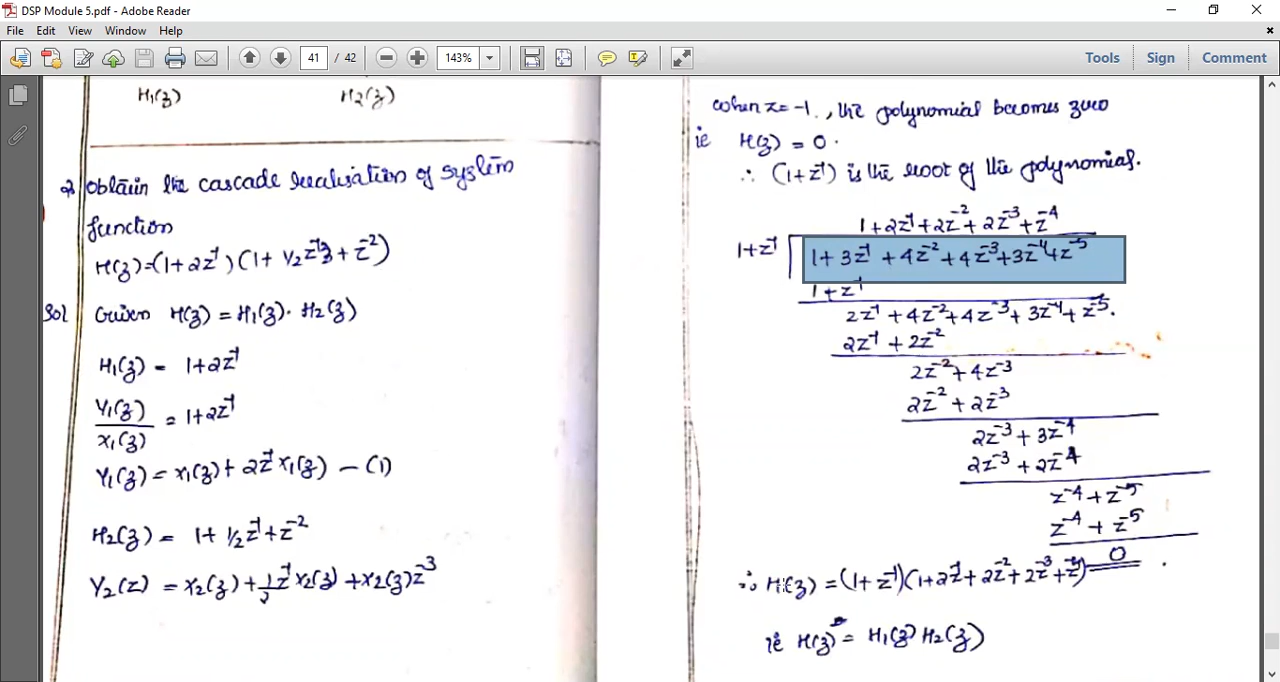 DSP Module 5.pdf - Adobe Reader
File Edit View Window Help
41 / 42 143% Tools Sign Comment
H₁(z) H₂(z)
2) Obtain the cascade realisation of system
function
H(z)=(1+2z⁻¹)(1+ 1/2z⁻¹z+z⁻²)
Sol Given H(z)=H₁(z). H₂(z)
H₁(z)= 1+2z⁻¹
Y₁(z)/X₁(z) = 1+2z⁻¹
Y₁(z)= X₁(z)+ 2z⁻¹ X₁(z) — (1)
H₂(z)= 1+ 1/2z⁻¹+z⁻²
Y₂(z) = X₂(z)+1/2z⁻¹X₂(z)+X₂(z)z⁻³
when z=-1, the polynomial becomes zero
ie H(z)=0.
∴ (1+z⁻¹) is the root of the polynomial.
1+2z⁻¹+2z⁻²+2z⁻³+z⁻⁴
1+z⁻¹ 1+3z⁻¹+4z⁻²+4z⁻³+3z⁻⁴+z⁻⁵
1+z⁻¹
2z⁻¹+4z⁻²+4z⁻³+3z⁻⁴+z⁻⁵.
2z⁻¹+2z⁻²
2z⁻²+4z⁻³
2z⁻²+2z⁻³
2z⁻³+3z⁻⁴
2z⁻³+2z⁻⁴
z⁻⁴+z⁻⁵
z⁻⁴+z⁻⁵
0
∴ H(z)=(1+z⁻¹)(1+2z⁻¹+2z⁻²+2z⁻³+z⁻⁴)
ie H(z)= H₁(z) H₂(z)